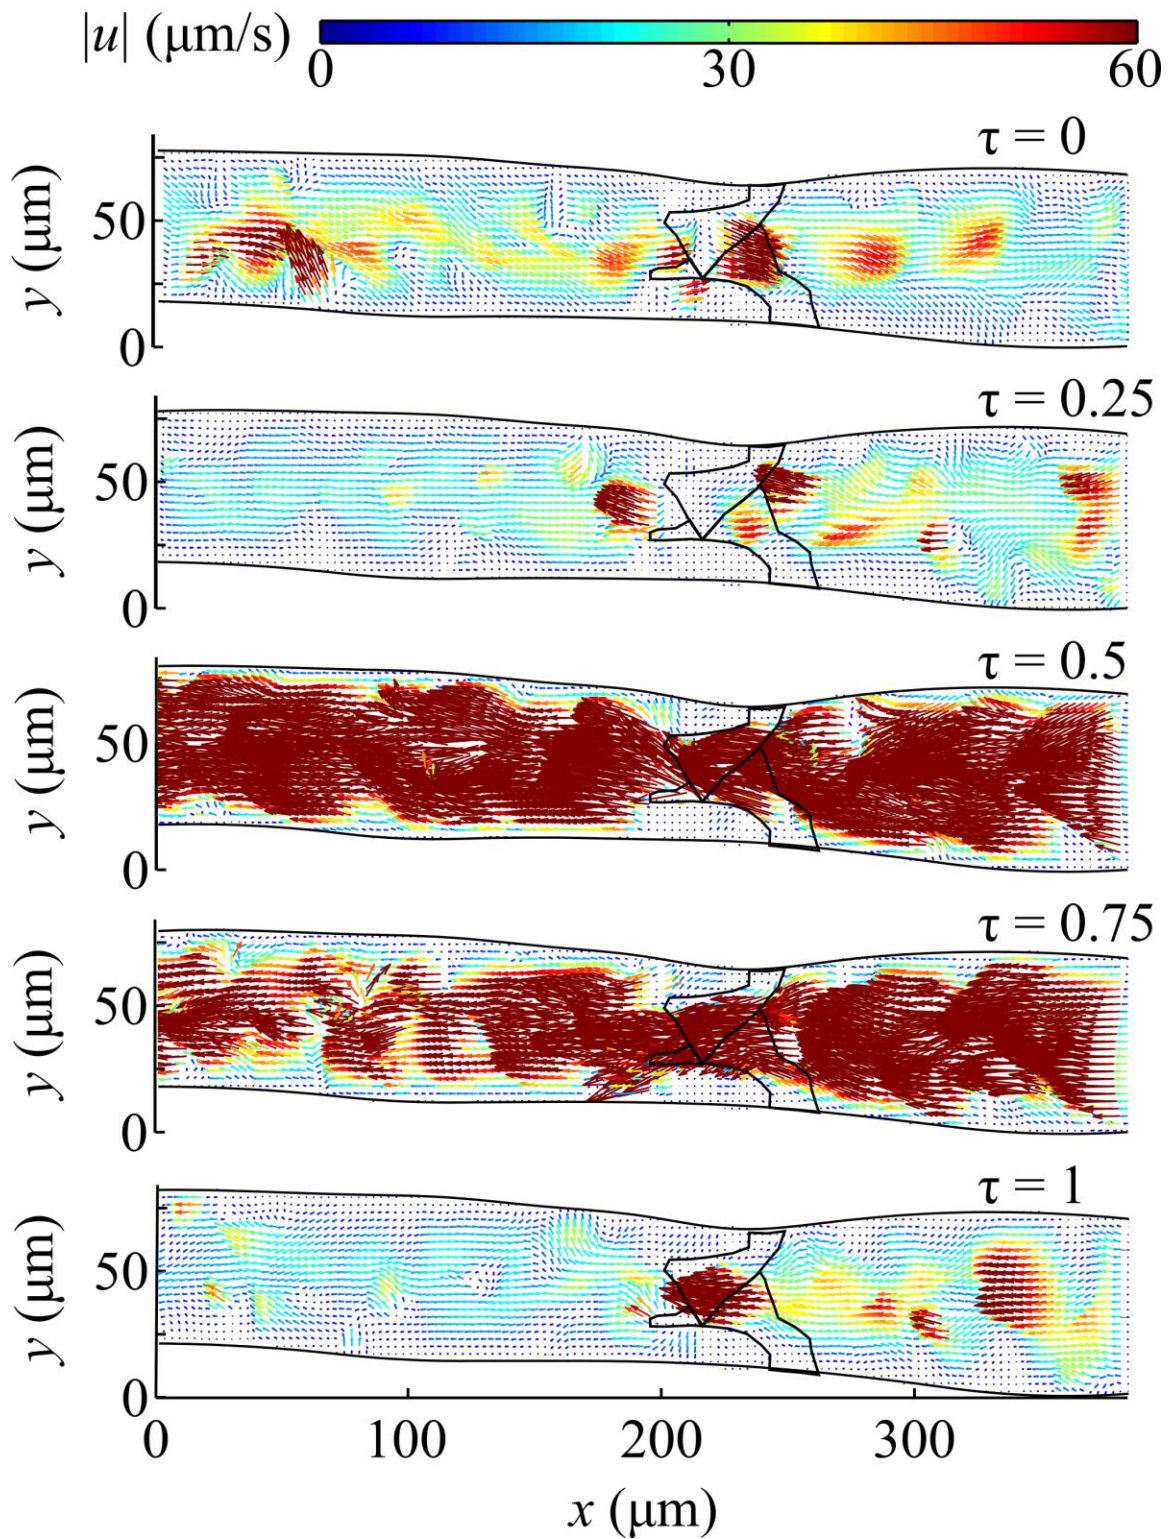 |u| (μm/s)
0 30 60
τ = 0
y (μm)
50
0
τ = 0.25
y (μm)
50
0
τ = 0.5
y (μm)
50
0
τ = 0.75
y (μm)
50
0
τ = 1
y (μm)
50
0
0 100 200 300
x (μm)